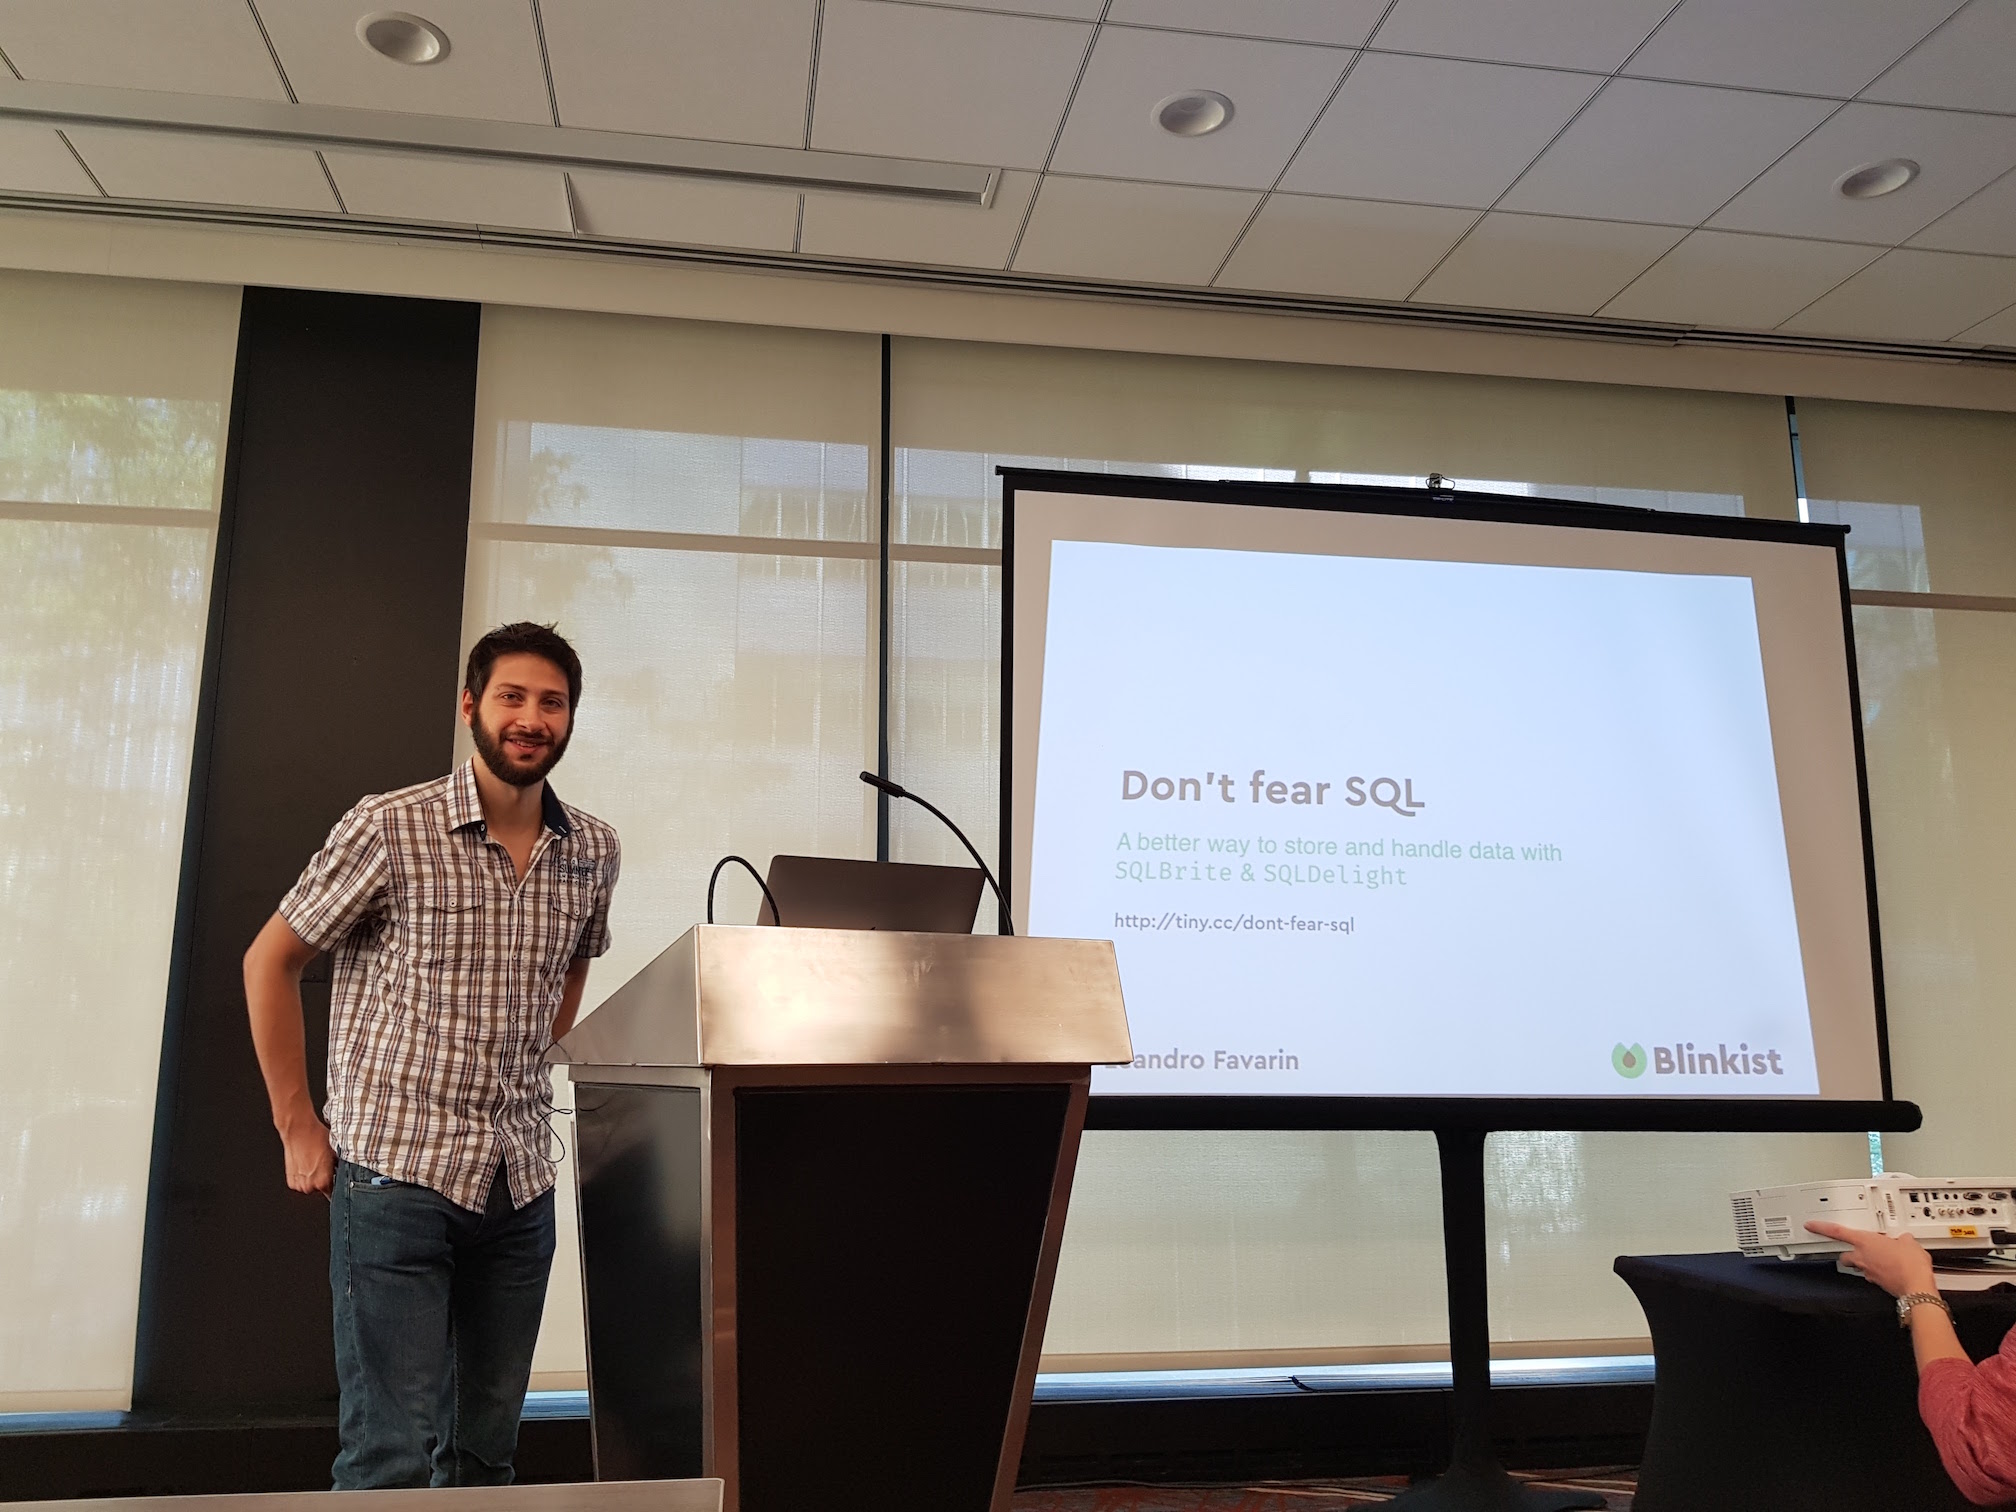 Don't fear SQL
A better way to store and handle data with
SQLBrite & SQLDelight
http://tiny.cc/dont-fear-sql
Favarin
Blinkist